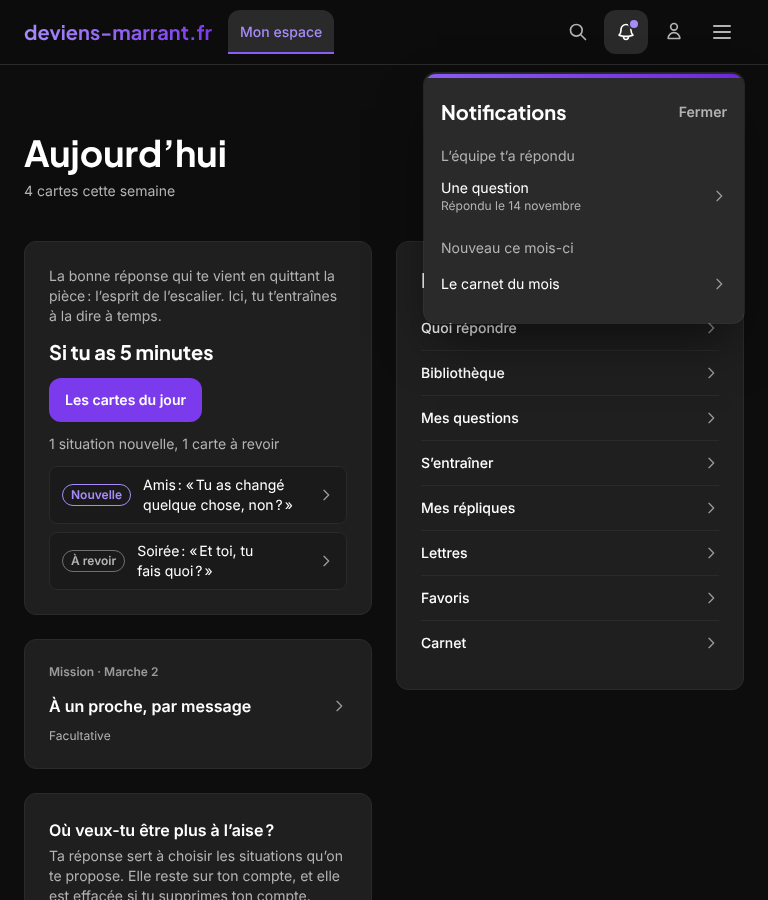 deviens-marrant.fr
Mon espace
Notifications
Fermer
L’équipe t’a répondu
Une question
Répondu le 14 novembre
Nouveau ce mois-ci
Le carnet du mois
Aujourd’hui
4 cartes cette semaine
La bonne réponse qui te vient en quittant la
pièce : l’esprit de l’escalier. Ici, tu t’entraînes
à la dire à temps.
Si tu as 5 minutes
Les cartes du jour
1 situation nouvelle, 1 carte à revoir
Nouvelle
Amis : « Tu as changé
quelque chose, non ? »
À revoir
Soirée : « Et toi, tu
fais quoi ? »
Mission · Marche 2
À un proche, par message
Facultative
Où veux-tu être plus à l’aise ?
Ta réponse sert à choisir les situations qu’on
te propose. Elle reste sur ton compte, et elle
est effacée si tu supprimes ton compte.
Quoi répondre
Bibliothèque
Mes questions
S’entraîner
Mes répliques
Lettres
Favoris
Carnet